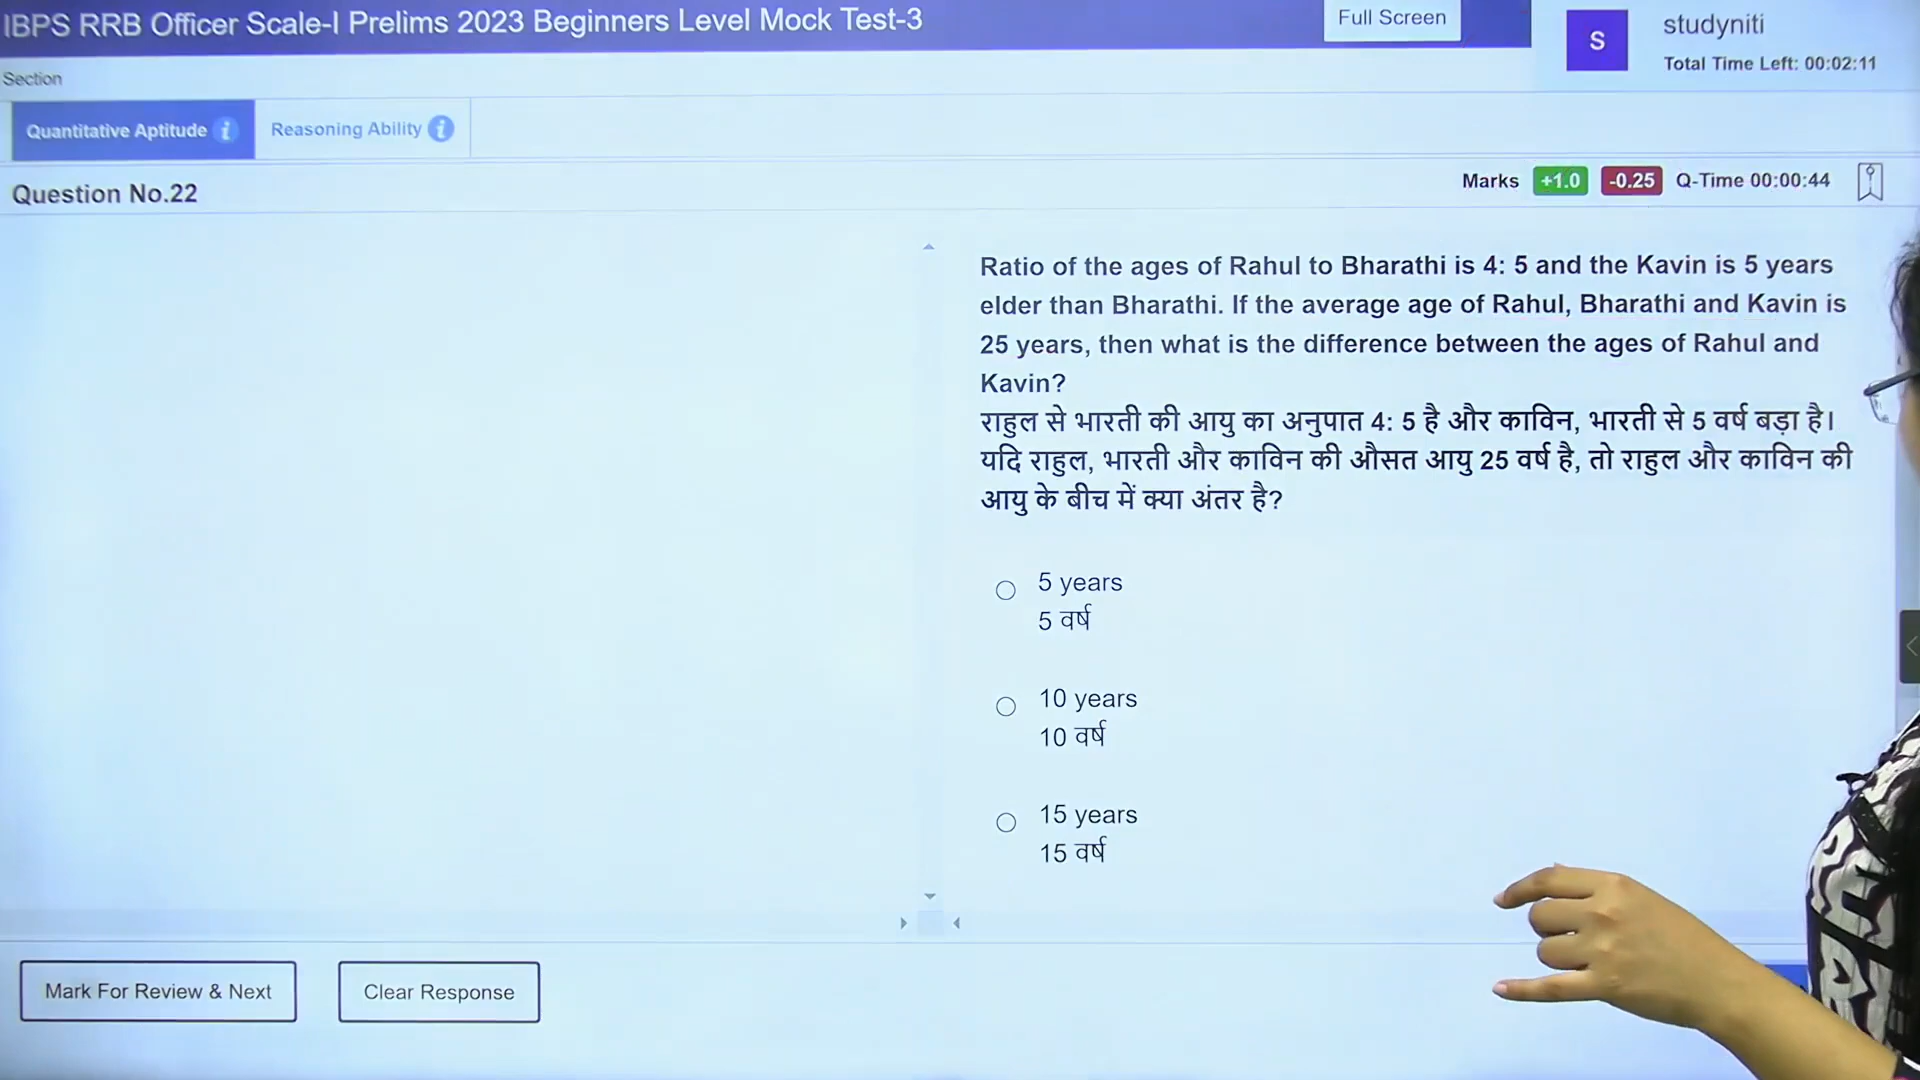 IBPS RRB Officer Scale-I Prelims 2023 Beginners Level Mock Test-3
Full Screen
S
studyniti
Total Time Left: 00:02:11
Section
Quantitative Aptitude i
Reasoning Ability i
Question No.22
Marks +1.0 -0.25 Q-Time 00:00:44
Ratio of the ages of Rahul to Bharathi is 4: 5 and the Kavin is 5 years
elder than Bharathi. If the average age of Rahul, Bharathi and Kavin is
25 years, then what is the difference between the ages of Rahul and
Kavin?
राहुल से भारती की आयु का अनुपात 4: 5 है और काविन, भारती से 5 वर्ष बड़ा है।
यदि राहुल, भारती और काविन की औसत आयु 25 वर्ष है, तो राहुल और काविन की
आयु के बीच में क्या अंतर है?
5 years
5 वर्ष
10 years
10 वर्ष
15 years
15 वर्ष
Mark For Review & Next
Clear Response